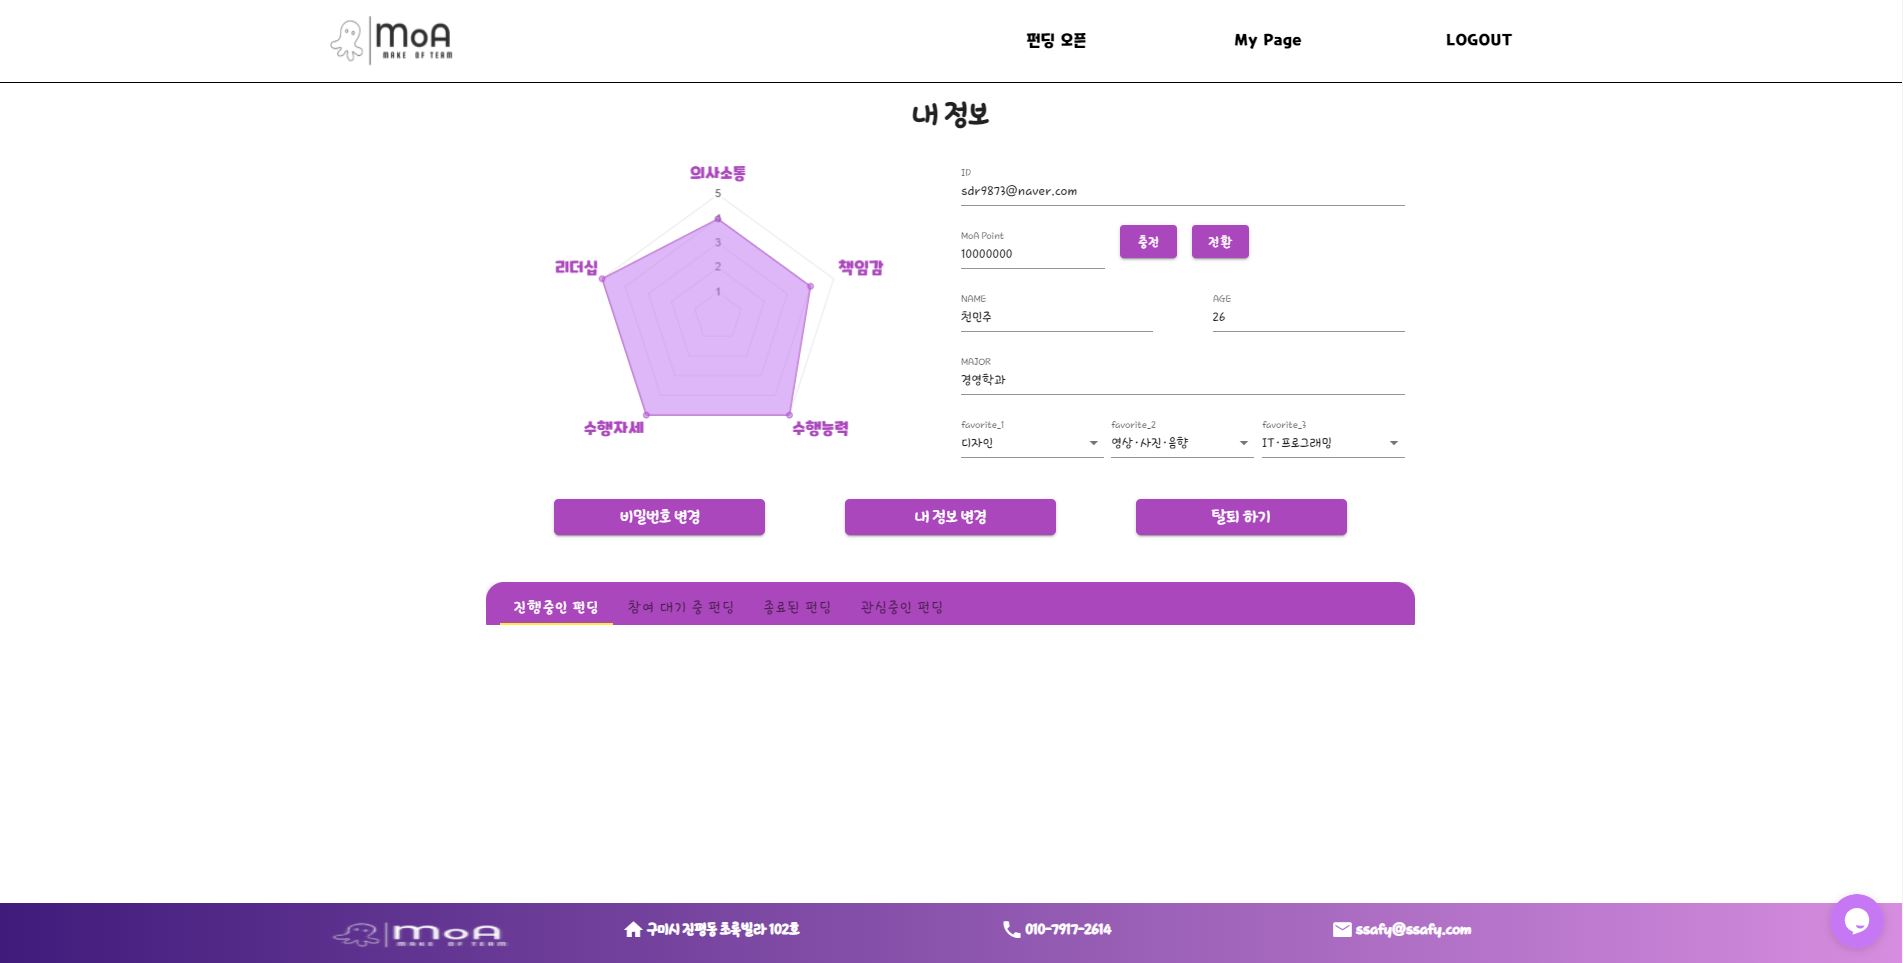 MoA
MAKE OF TEAM
펀딩 오픈
My Page
LOGOUT
내 정보
의사소통
5
4
3
2
1
리더십
책임감
수행자세
수행능력
ID
sdr9873@naver.com
MoA Point
10000000
충전
전환
NAME
천민주
AGE
26
MAJOR
경영학과
favorite_1
디자인
favorite_2
영상·사진·음향
favorite_3
IT·프로그래밍
비밀번호 변경
내 정보 변경
탈퇴 하기
진행중인 펀딩
참여 대기 중 펀딩
종료된 펀딩
관심중인 펀딩
MoA
MAKE OF TEAM
구미시 진평동 초록빌라 102호
010-7917-2614
ssafy@ssafy.com